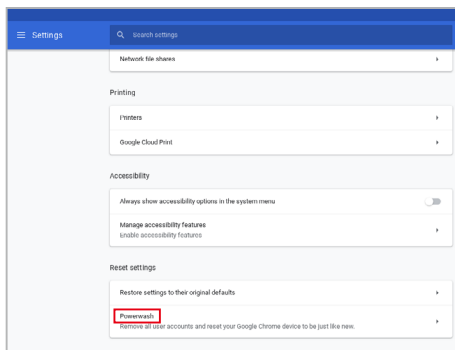 Settings
Search settings
Network file shares
Printing
Printers
Google Cloud Print
Accessibility
Always show accessibility options in the system menu
Manage accessibility features
Enable accessibility features
Reset settings
Restore settings to their original defaults
Powerwash
Remove all user accounts and reset your Google Chrome device to be just like new.